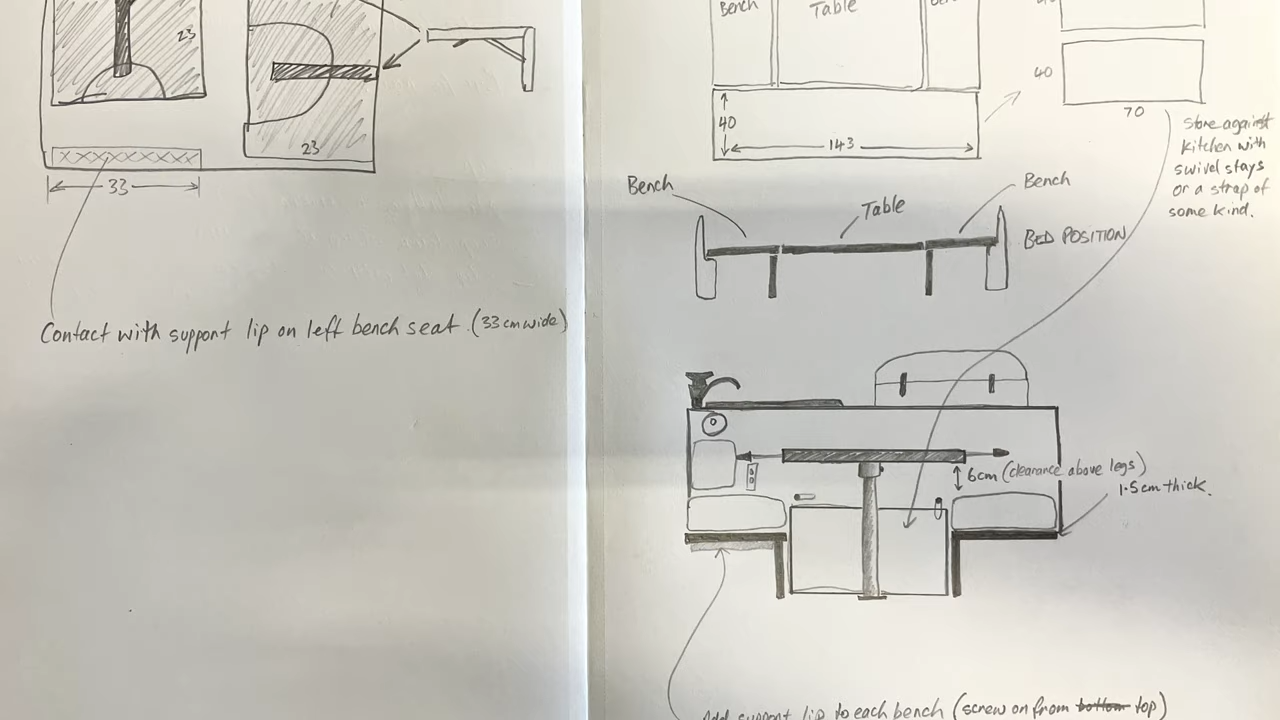 23
23
33
Contact with support lip on left bench seat. (33cm wide)
Bench
Table
40
143
40
70
store against
kitchen with
swivel stays
or a strap of
some kind.
Bench
Table
Bench
BED POSITION
6cm (clearance above legs)
1.5cm thick.
Add support lip to each bench (screw on from bottom top)